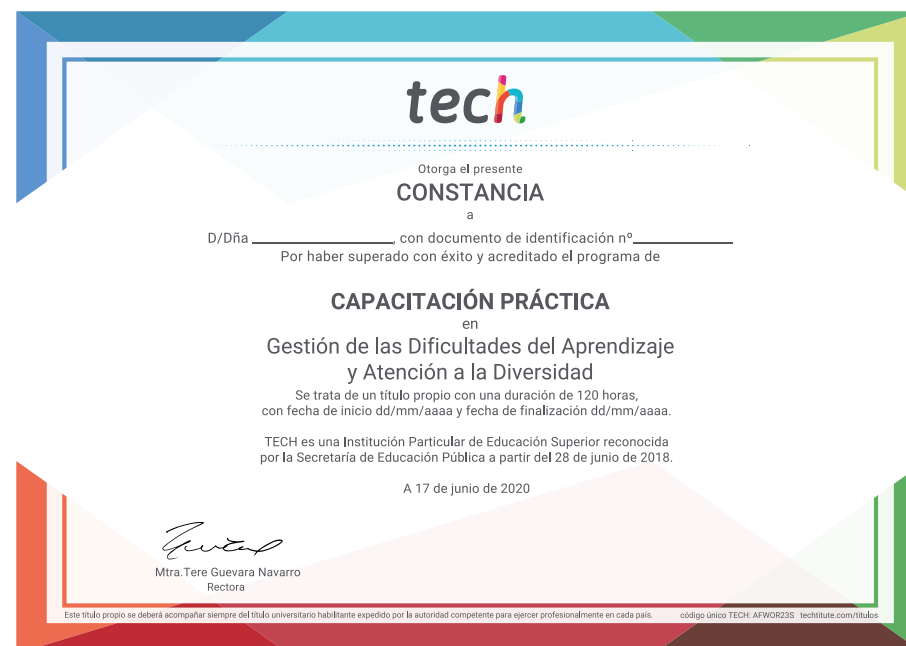 tech
Otorga el presente
CONSTANCIA
a
D/Dña ____________________, con documento de identificación nº______________
Por haber superado con éxito y acreditado el programa de
CAPACITACIÓN PRÁCTICA
en
Gestión de las Dificultades del Aprendizaje
y Atención a la Diversidad
Se trata de un título propio con una duración de 120 horas,
con fecha de inicio dd/mm/aaaa y fecha de finalización dd/mm/aaaa.
TECH es una Institución Particular de Educación Superior reconocida
por la Secretaría de Educación Pública a partir del 28 de junio de 2018.
A 17 de junio de 2020
Mtra.Tere Guevara Navarro
Rectora
Este título propio se deberá acompañar siempre del título universitario habilitante expedido por la autoridad competente para ejercer profesionalmente en cada país. código único TECH: AFWOR23S techtitute.com/titulos